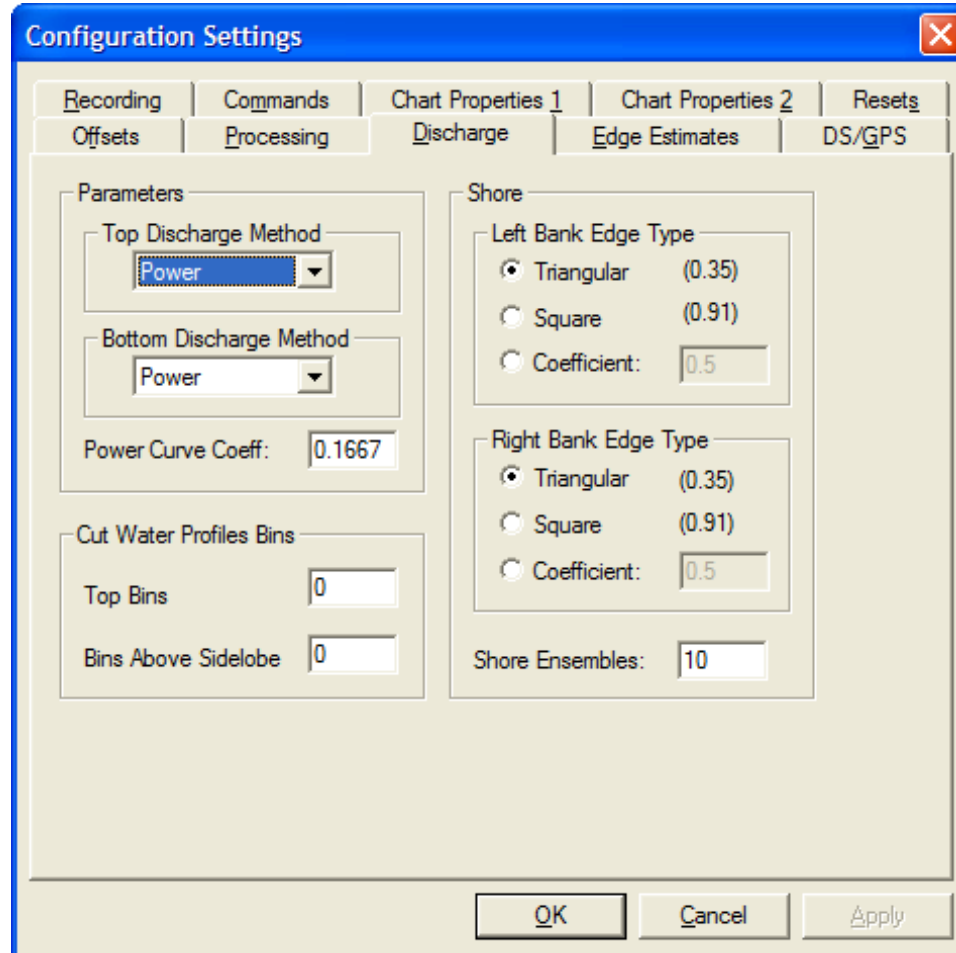 Configuration Settings
Recording Commands Chart Properties 1 Chart Properties 2 Resets
Offsets Processing Discharge Edge Estimates DS/GPS
Parameters
Top Discharge Method
Power
Bottom Discharge Method
Power
Power Curve Coeff: 0.1667
Cut Water Profiles Bins
Top Bins 0
Bins Above Sidelobe 0
Shore
Left Bank Edge Type
Triangular (0.35)
Square (0.91)
Coefficient: 0.5
Right Bank Edge Type
Triangular (0.35)
Square (0.91)
Coefficient: 0.5
Shore Ensembles: 10
OK Cancel Apply